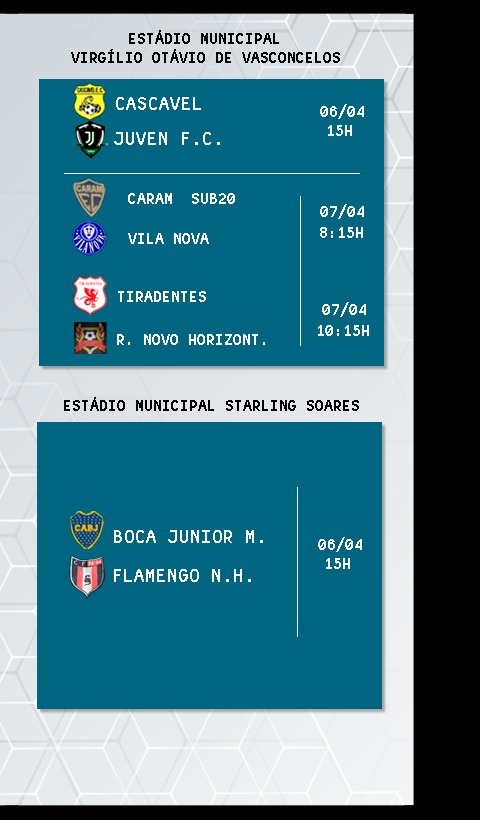 ESTÁDIO MUNICIPAL
VIRGÍLIO OTÁVIO DE VASCONCELOS
CASCAVEL
06/04
15H
JUVEN F.C.
CARAM SUB20
07/04
8:15H
VILA NOVA
TIRADENTES
07/04
10:15H
R. NOVO HORIZONT.
ESTÁDIO MUNICIPAL STARLING SOARES
CABJ
BOCA JUNIOR M.
06/04
15H
FLAMENGO N.H.